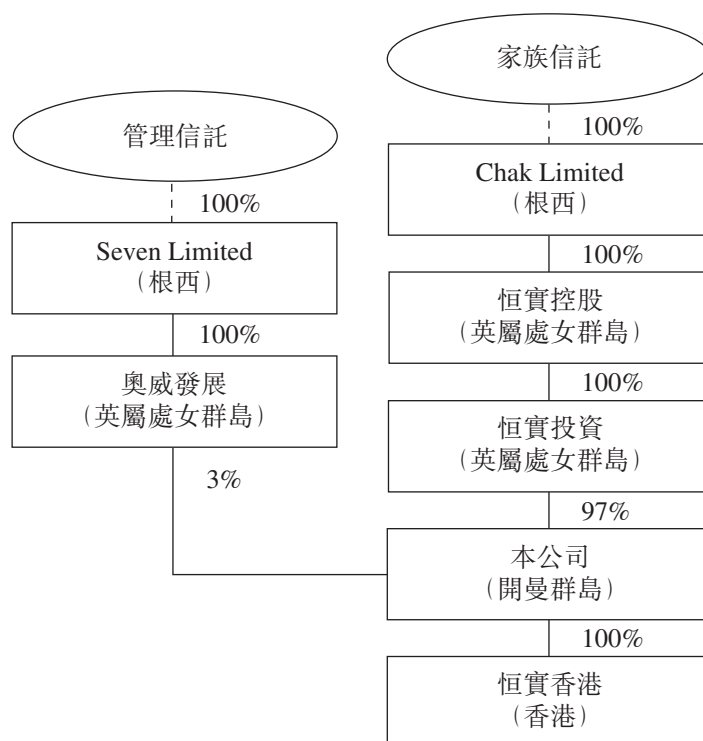 家族信託
100%
Chak Limited
（根西）
100%
恒實控股
（英屬處女群島）
100%
恒實投資
（英屬處女群島）
97%
管理信託
100%
Seven Limited
（根西）
100%
奧威發展
（英屬處女群島）
3%
本公司
（開曼群島）
100%
恒實香港
（香港）